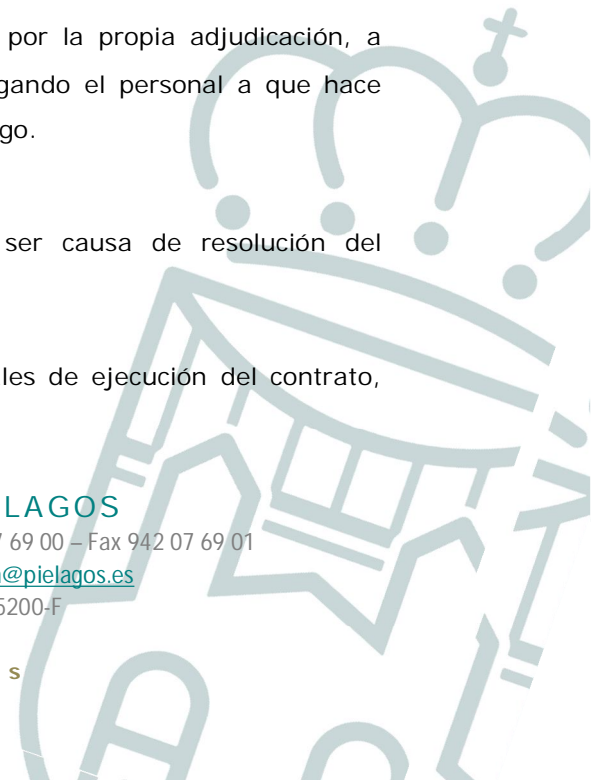 por la propia adjudicación, a
gando el personal a que hace
go.
ser causa de resolución del
les de ejecución del contrato,
LAGOS
69 00 – Fax 942 07 69 01
@pielagos.es
5200-F
s